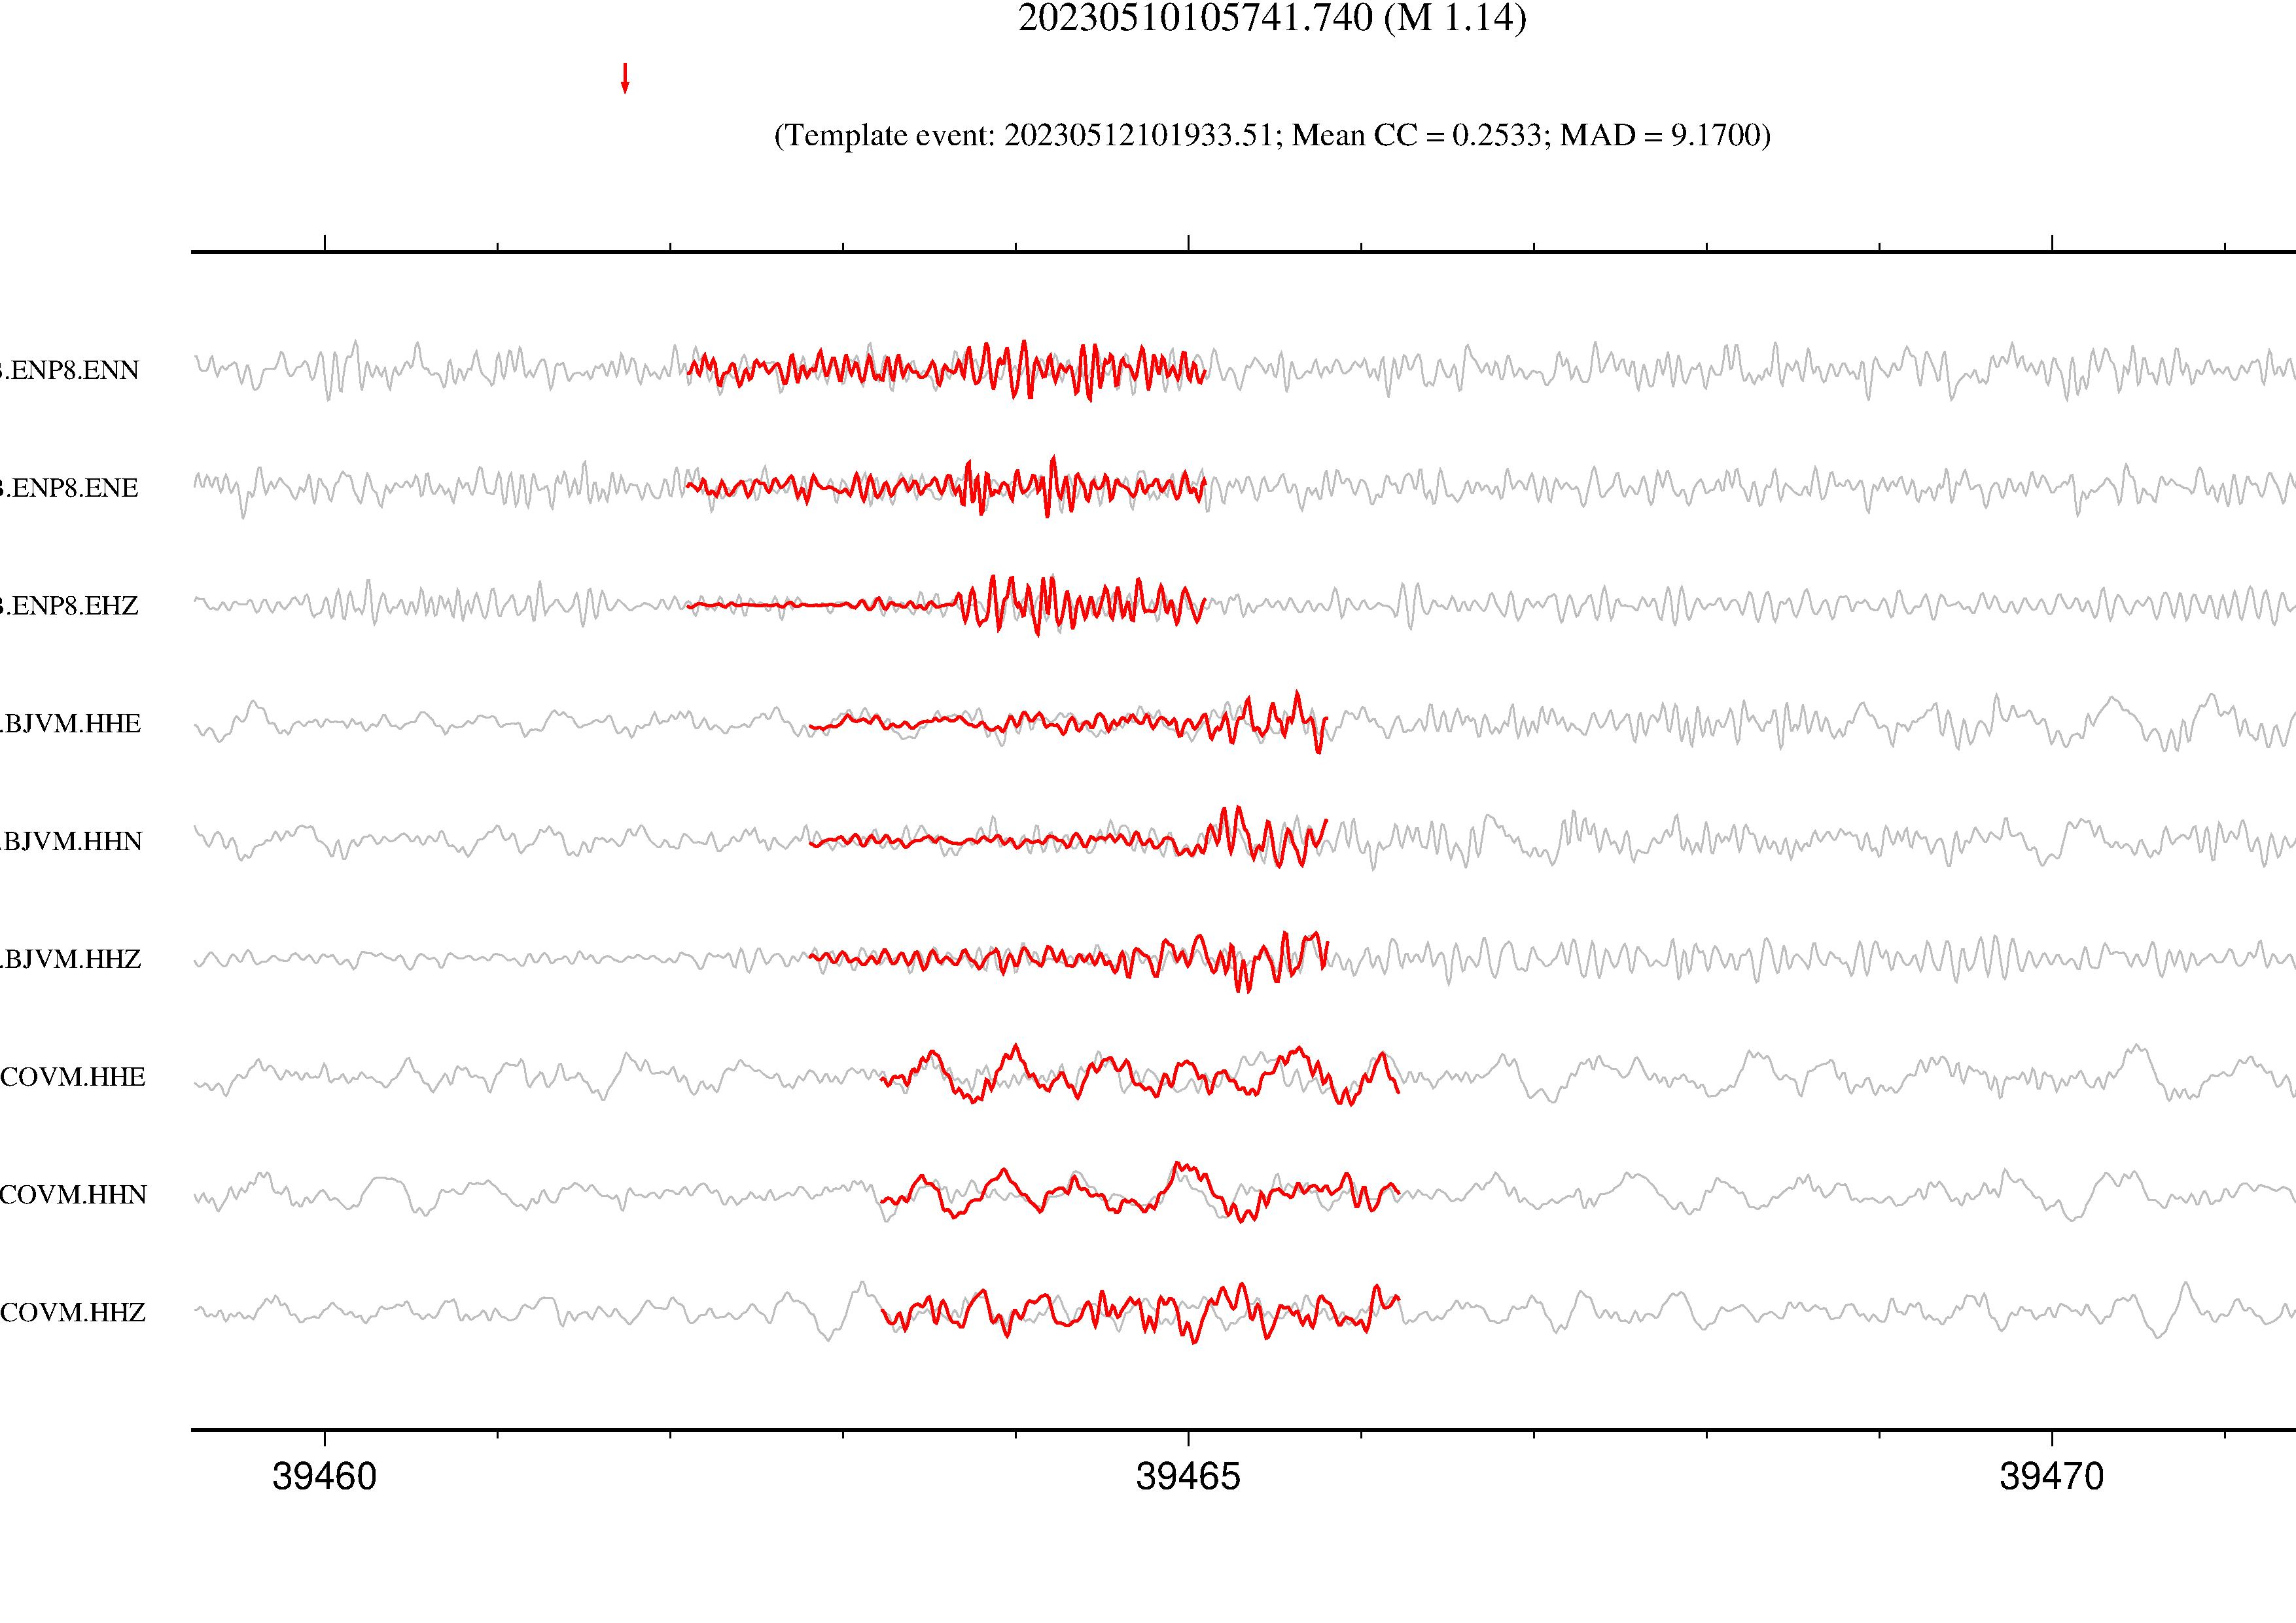 20230510105741.740 (M 1.14)
(Template event: 20230512101933.51; Mean CC = 0.2533; MAD = 9.1700)
.ENP8.ENN
.ENP8.ENE
.ENP8.EHZ
.BJVM.HHE
.BJVM.HHN
.BJVM.HHZ
COVM.HHE
COVM.HHN
COVM.HHZ
39460 39465 39470